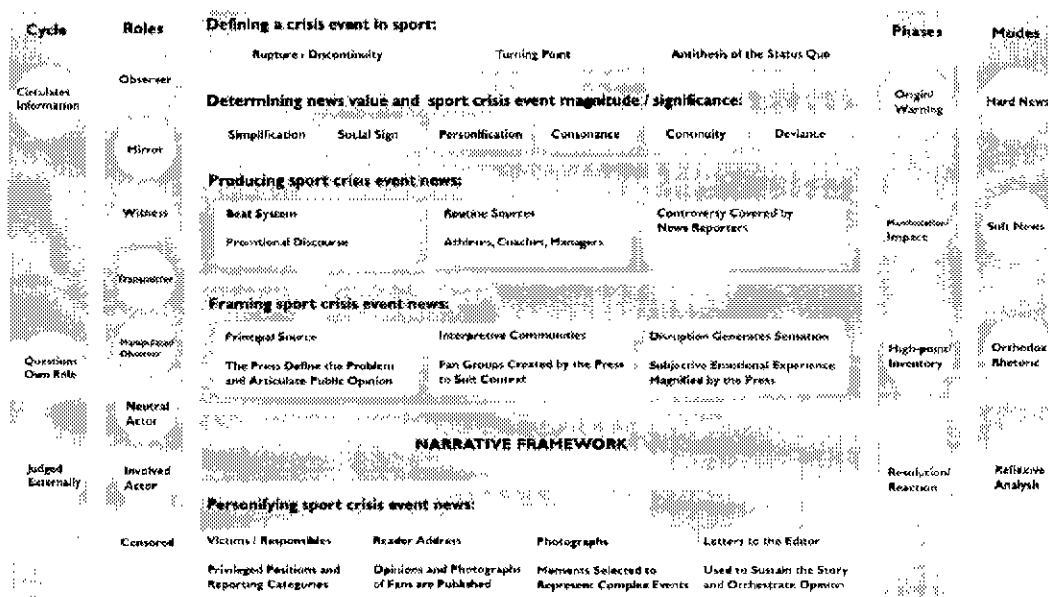 Cycle
Circulates
Information
Questions
Own Role
Judged
Externally
Roles
Observer
Mirror
Witness
Transmitter
Manipulated
Observer
Neutral
Actor
Involved
Actor
Censored
Defining a crisis event in sport:
Rupture / Discontinuity
Turning Point
Antithesis of the Status Quo
Determining news value and sport crisis event magnitude / significance:
Simplification
Social Sign
Personification
Consonance
Continuity
Deviance
Producing sport crisis event news:
Beat System
Promotional Discourse
Routine Sources
Athletes, Coaches, Managers
Controversy Covered by
News Reporters
Framing sport crisis event news:
Principal Source
The Press Define the Problem
and Articulate Public Opinion
Interpretive Communities
Fan Groups Created by the Press
to Suit Context
Disruption Generates Sensation
Subjective Emotional Experience
Magnified by the Press
NARRATIVE FRAMEWORK
Personifying sport crisis event news:
Victims / Responsibles
Privileged Positions and
Reporting Categories
Reader Address
Opinions and Photographs
of Fans are Published
Photographs
Moments Selected to
Represent Complex Events
Letters to the Editor
Used to Sustain the Story
and Orchestrate Opinion
Phases
Origin/
Warning
Manifestation/
Impact
High-point/
Inventory
Resolution/
Reaction
Modes
Hard News
Soft News
Orthodox
Rhetoric
Reflexive
Analysis